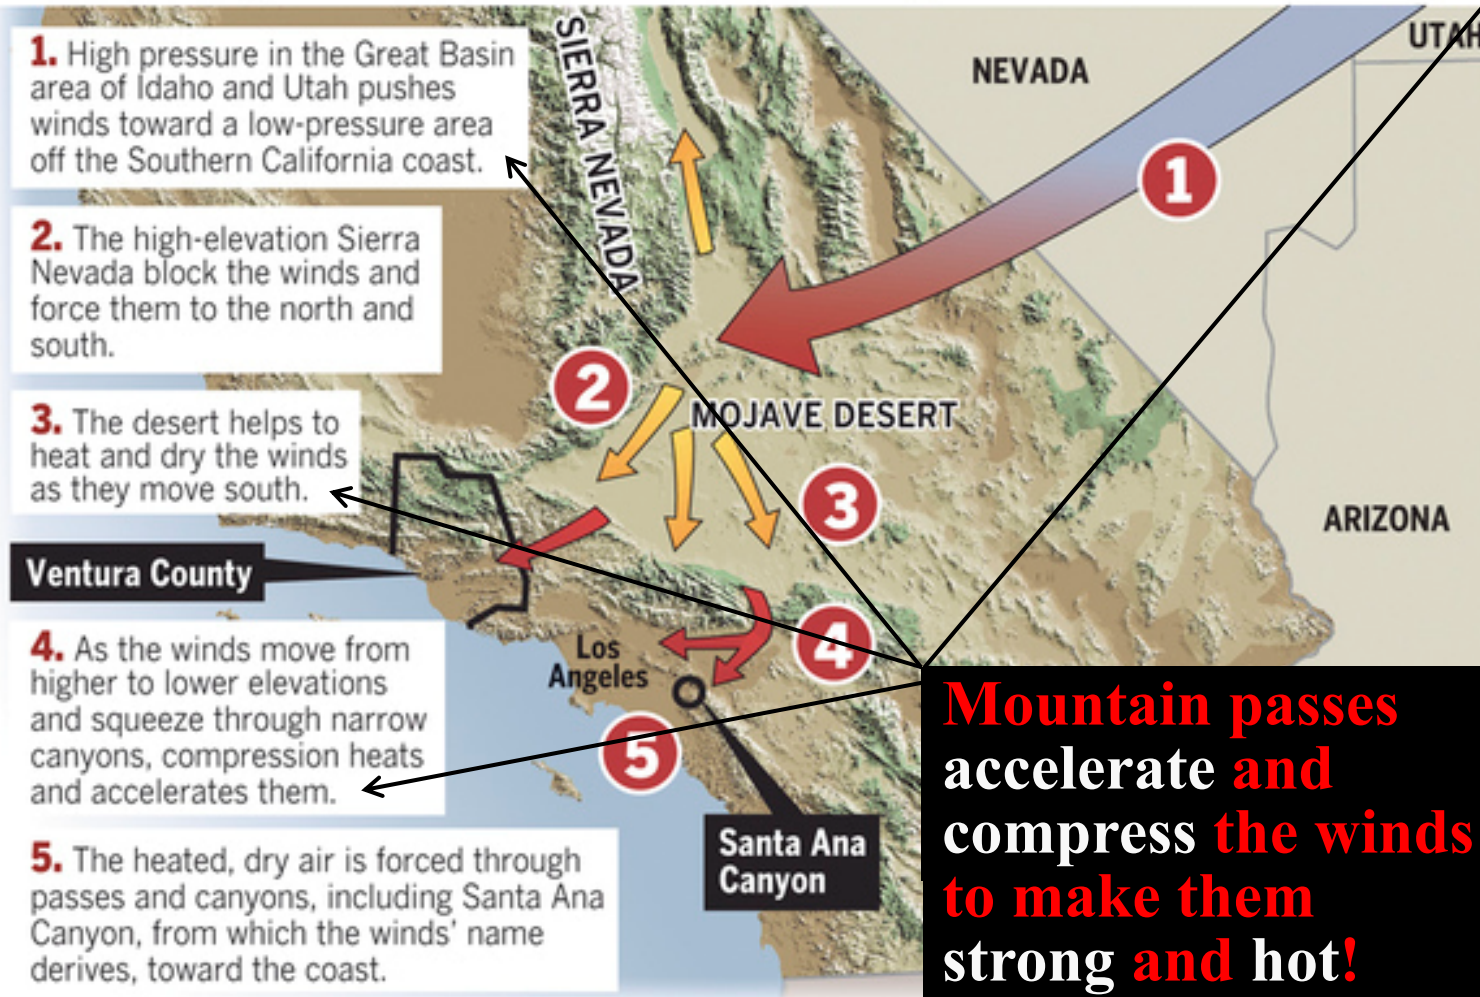 1. High pressure in the Great Basin
area of Idaho and Utah pushes
winds toward a low-pressure area
off the Southern California coast.
2. The high-elevation Sierra
Nevada block the winds and
force them to the north and
south.
3. The desert helps to
heat and dry the winds
as they move south.
Ventura County
4. As the winds move from
higher to lower elevations
and squeeze through narrow
canyons, compression heats
and accelerates them.
5. The heated, dry air is forced through
passes and canyons, including Santa Ana
Canyon, from which the winds' name
derives, toward the coast.
SIERRA NEVADA
NEVADA
UTAH
1
2
MOJAVE DESERT
3
ARIZONA
4
Los
Angeles
5
Santa Ana
Canyon
Mountain passes
accelerate and
compress the winds
to make them
strong and hot!